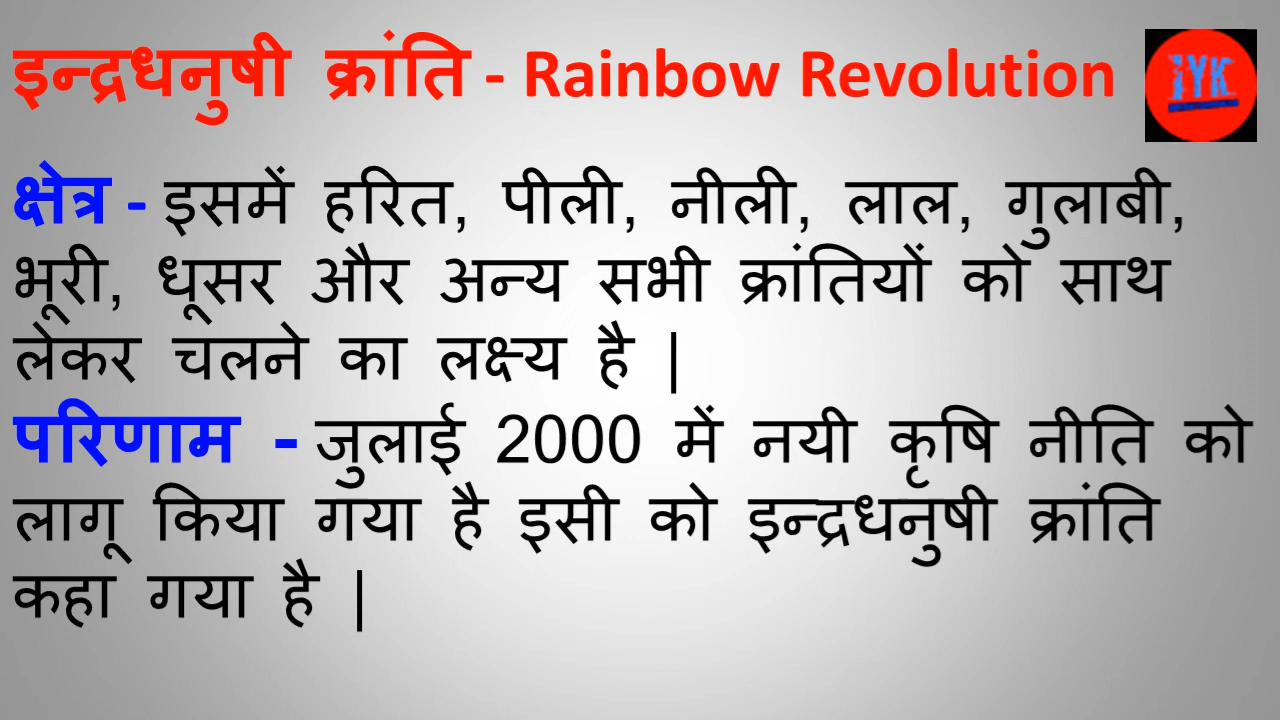 इन्द्रधनुषी क्रांति - Rainbow Revolution
iYK
क्षेत्र - इसमें हरित, पीली, नीली, लाल, गुलाबी,
भूरी, धूसर और अन्य सभी क्रांतियों को साथ
लेकर चलने का लक्ष्य है |
परिणाम - जुलाई 2000 में नयी कृषि नीति को
लागू किया गया है इसी को इन्द्रधनुषी क्रांति
कहा गया है |